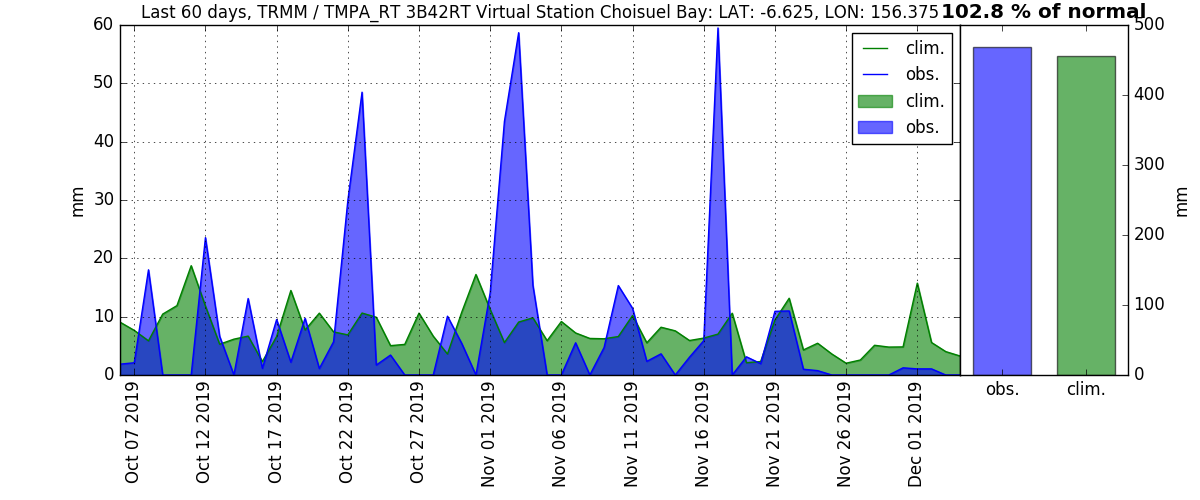 Last 60 days, TRMM / TMPA_RT 3B42RT Virtual Station Choisuel Bay: LAT: -6.625, LON: 156.375
102.8 % of normal
60
50
40
30
20
10
0
mm
clim.
obs.
clim.
obs.
Oct 07 2019
Oct 12 2019
Oct 17 2019
Oct 22 2019
Oct 27 2019
Nov 01 2019
Nov 06 2019
Nov 11 2019
Nov 16 2019
Nov 21 2019
Nov 26 2019
Dec 01 2019
500
400
300
200
100
0
mm
obs.
clim.